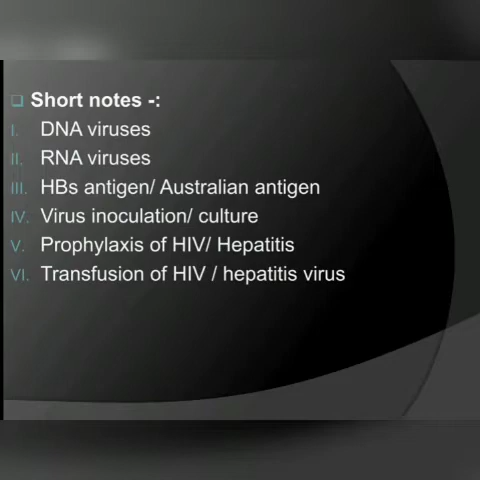 Short notes -:
I. DNA viruses
II. RNA viruses
III. HBs antigen/ Australian antigen
IV. Virus inoculation/ culture
V. Prophylaxis of HIV/ Hepatitis
VI. Transfusion of HIV / hepatitis virus